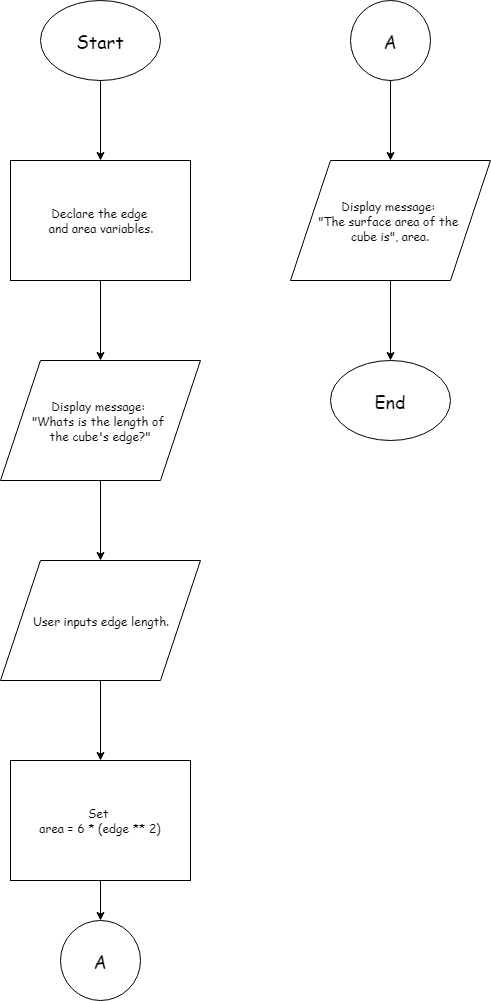 Start
Declare the edge
and area variables.
Display message:
"Whats is the length of
the cube's edge?"
User inputs edge length.
Set
area = 6 * (edge ** 2)
A
A
Display message:
"The surface area of the
cube is", area.
End